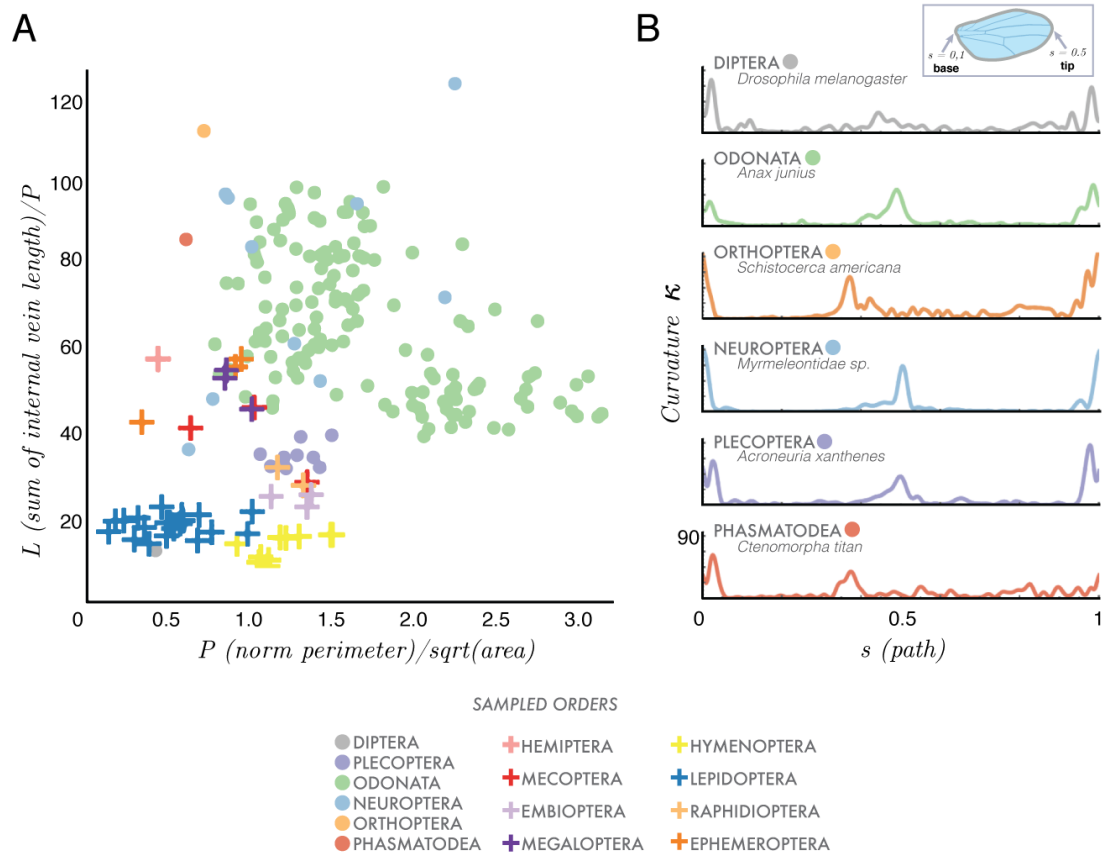 A
L (sum of internal vein length)/P
120
100
80
60
40
20
0
0.5
1.0
1.5
2.0
2.5
3.0
P (norm perimeter)/sqrt(area)
B
s = 0,1
base
s = 0.5
tip
DIPTERA
Drosophila melanogaster
ODONATA
Anax junius
ORTHOPTERA
Schistocerca americana
NEUROPTERA
Myrmeleontidae sp.
PLECOPTERA
Acroneuria xanthenes
PHASMATODEA
Ctenomorpha titan
Curvature κ
90
0
0
0.5
1
s (path)
SAMPLED ORDERS
DIPTERA
PLECOPTERA
ODONATA
NEUROPTERA
ORTHOPTERA
PHASMATODEA
HEMIPTERA
MECOPTERA
EMBIOPTERA
MEGALOPTERA
HYMENOPTERA
LEPIDOPTERA
RAPHIDIOPTERA
EPHEMEROPTERA